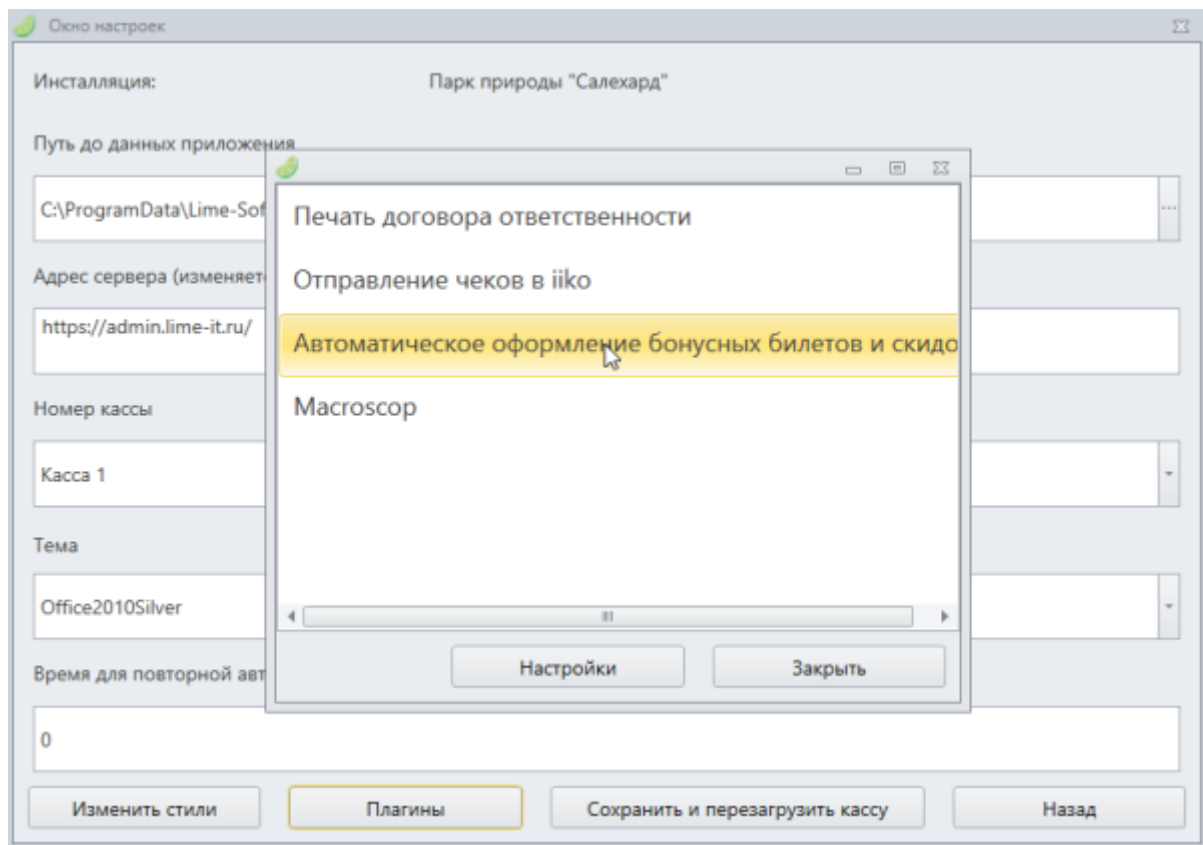 Окно настроек
Инсталляция: Парк природы "Салехард"
Путь до данных приложения
C:\ProgramData\Lime-Sof
...
Адрес сервера (изменяет
https://admin.lime-it.ru/
Номер кассы
Касса 1
Тема
Office2010Silver
Время для повторной авт
0
Печать договора ответственности
Отправление чеков в iiko
Автоматическое оформление бонусных билетов и скидо
Macroscop
Настройки Закрыть
Изменить стили Плагины Сохранить и перезагрузить кассу Назад